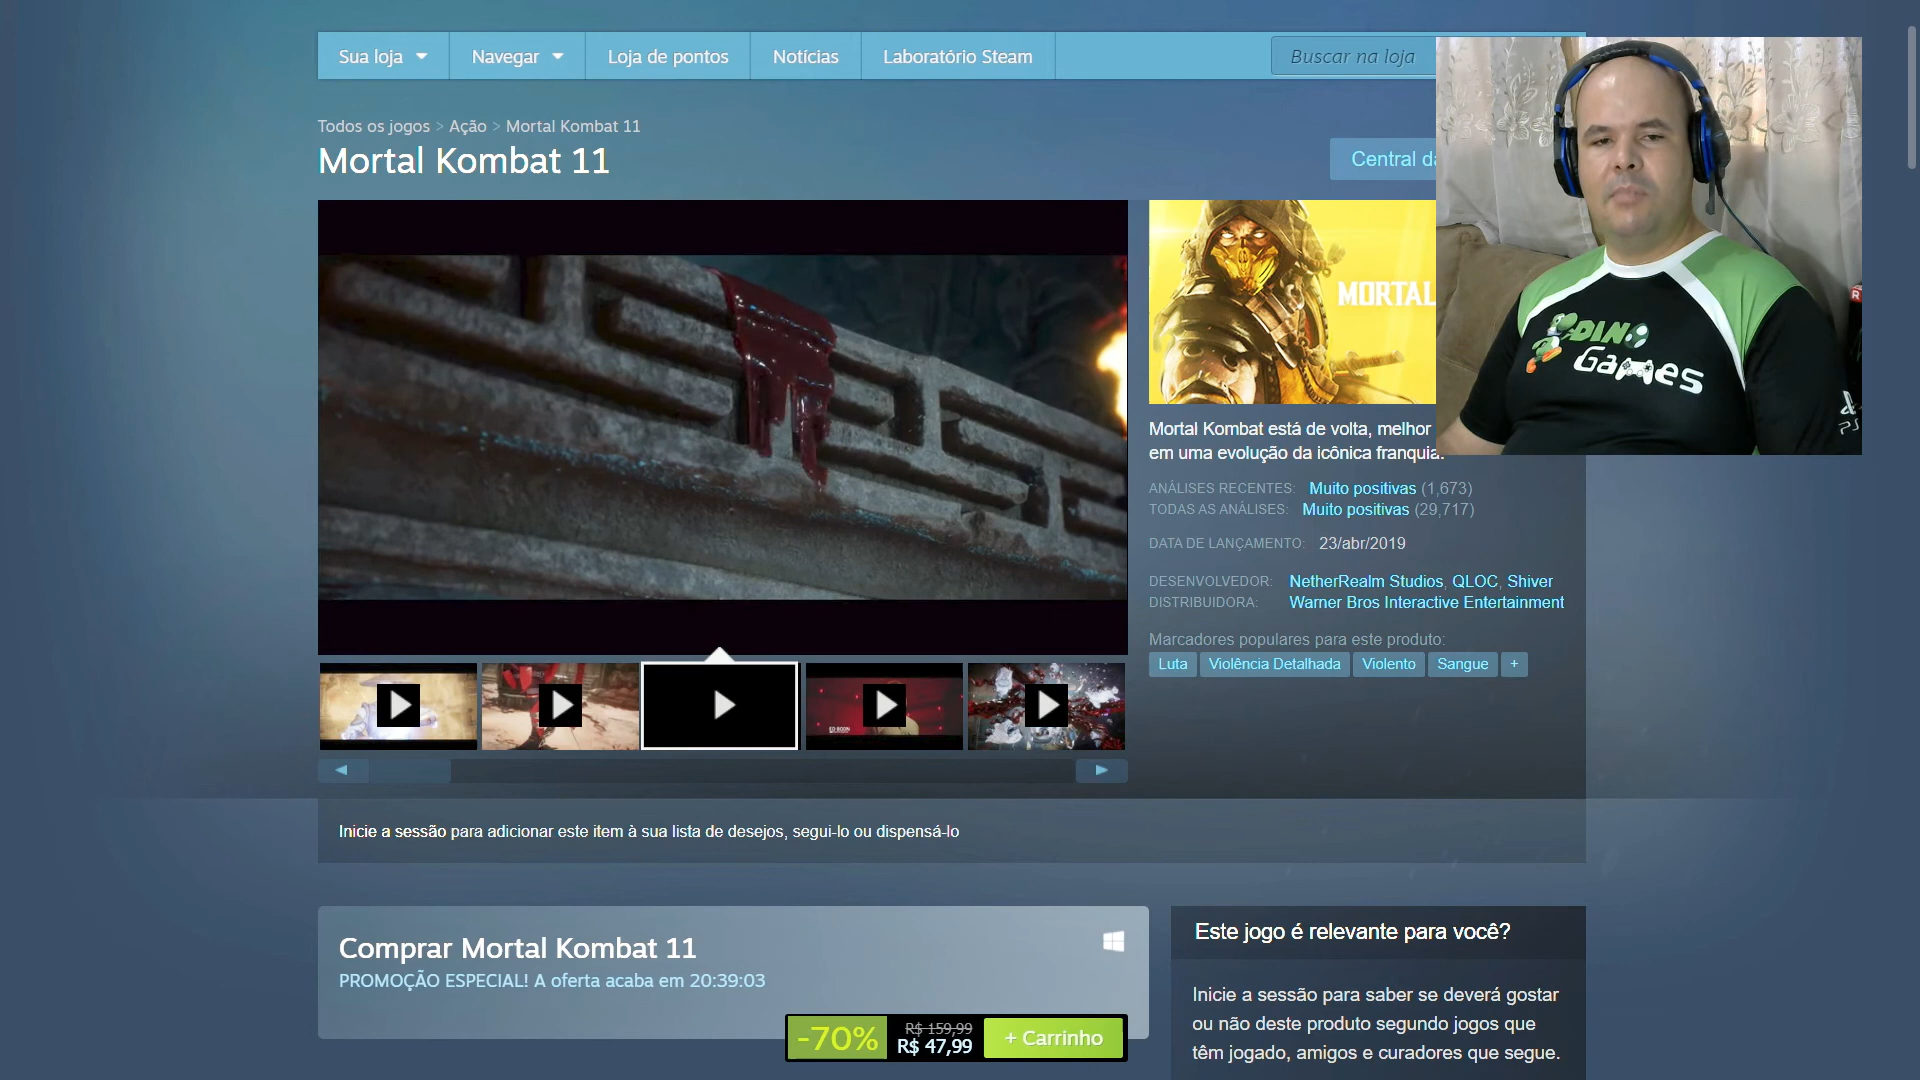 Sua loja
Navegar
Loja de pontos
Notícias
Laboratório Steam
Buscar na loja
Todos os jogos > Ação > Mortal Kombat 11
Mortal Kombat 11
Central
MORTAL
DINO
Games
PS
Mortal Kombat está de volta, melhor
em uma evolução da icônica franquia.
ANÁLISES RECENTES: Muito positivas (1,673)
TODAS AS ANÁLISES: Muito positivas (29,717)
DATA DE LANÇAMENTO: 23/abr/2019
DESENVOLVEDOR: NetherRealm Studios, QLOC, Shiver
DISTRIBUIDORA: Warner Bros Interactive Entertainment
Marcadores populares para este produto:
Luta
Violência Detalhada
Violento
Sangue
+
ED BOON
Inicie a sessão para adicionar este item à sua lista de desejos, segui-lo ou dispensá-lo
Comprar Mortal Kombat 11
PROMOÇÃO ESPECIAL! A oferta acaba em 20:39:03
-70%
R$ 159,99
R$ 47,99
+ Carrinho
Este jogo é relevante para você?
Inicie a sessão para saber se deverá gostar
ou não deste produto segundo jogos que
têm jogado, amigos e curadores que segue.